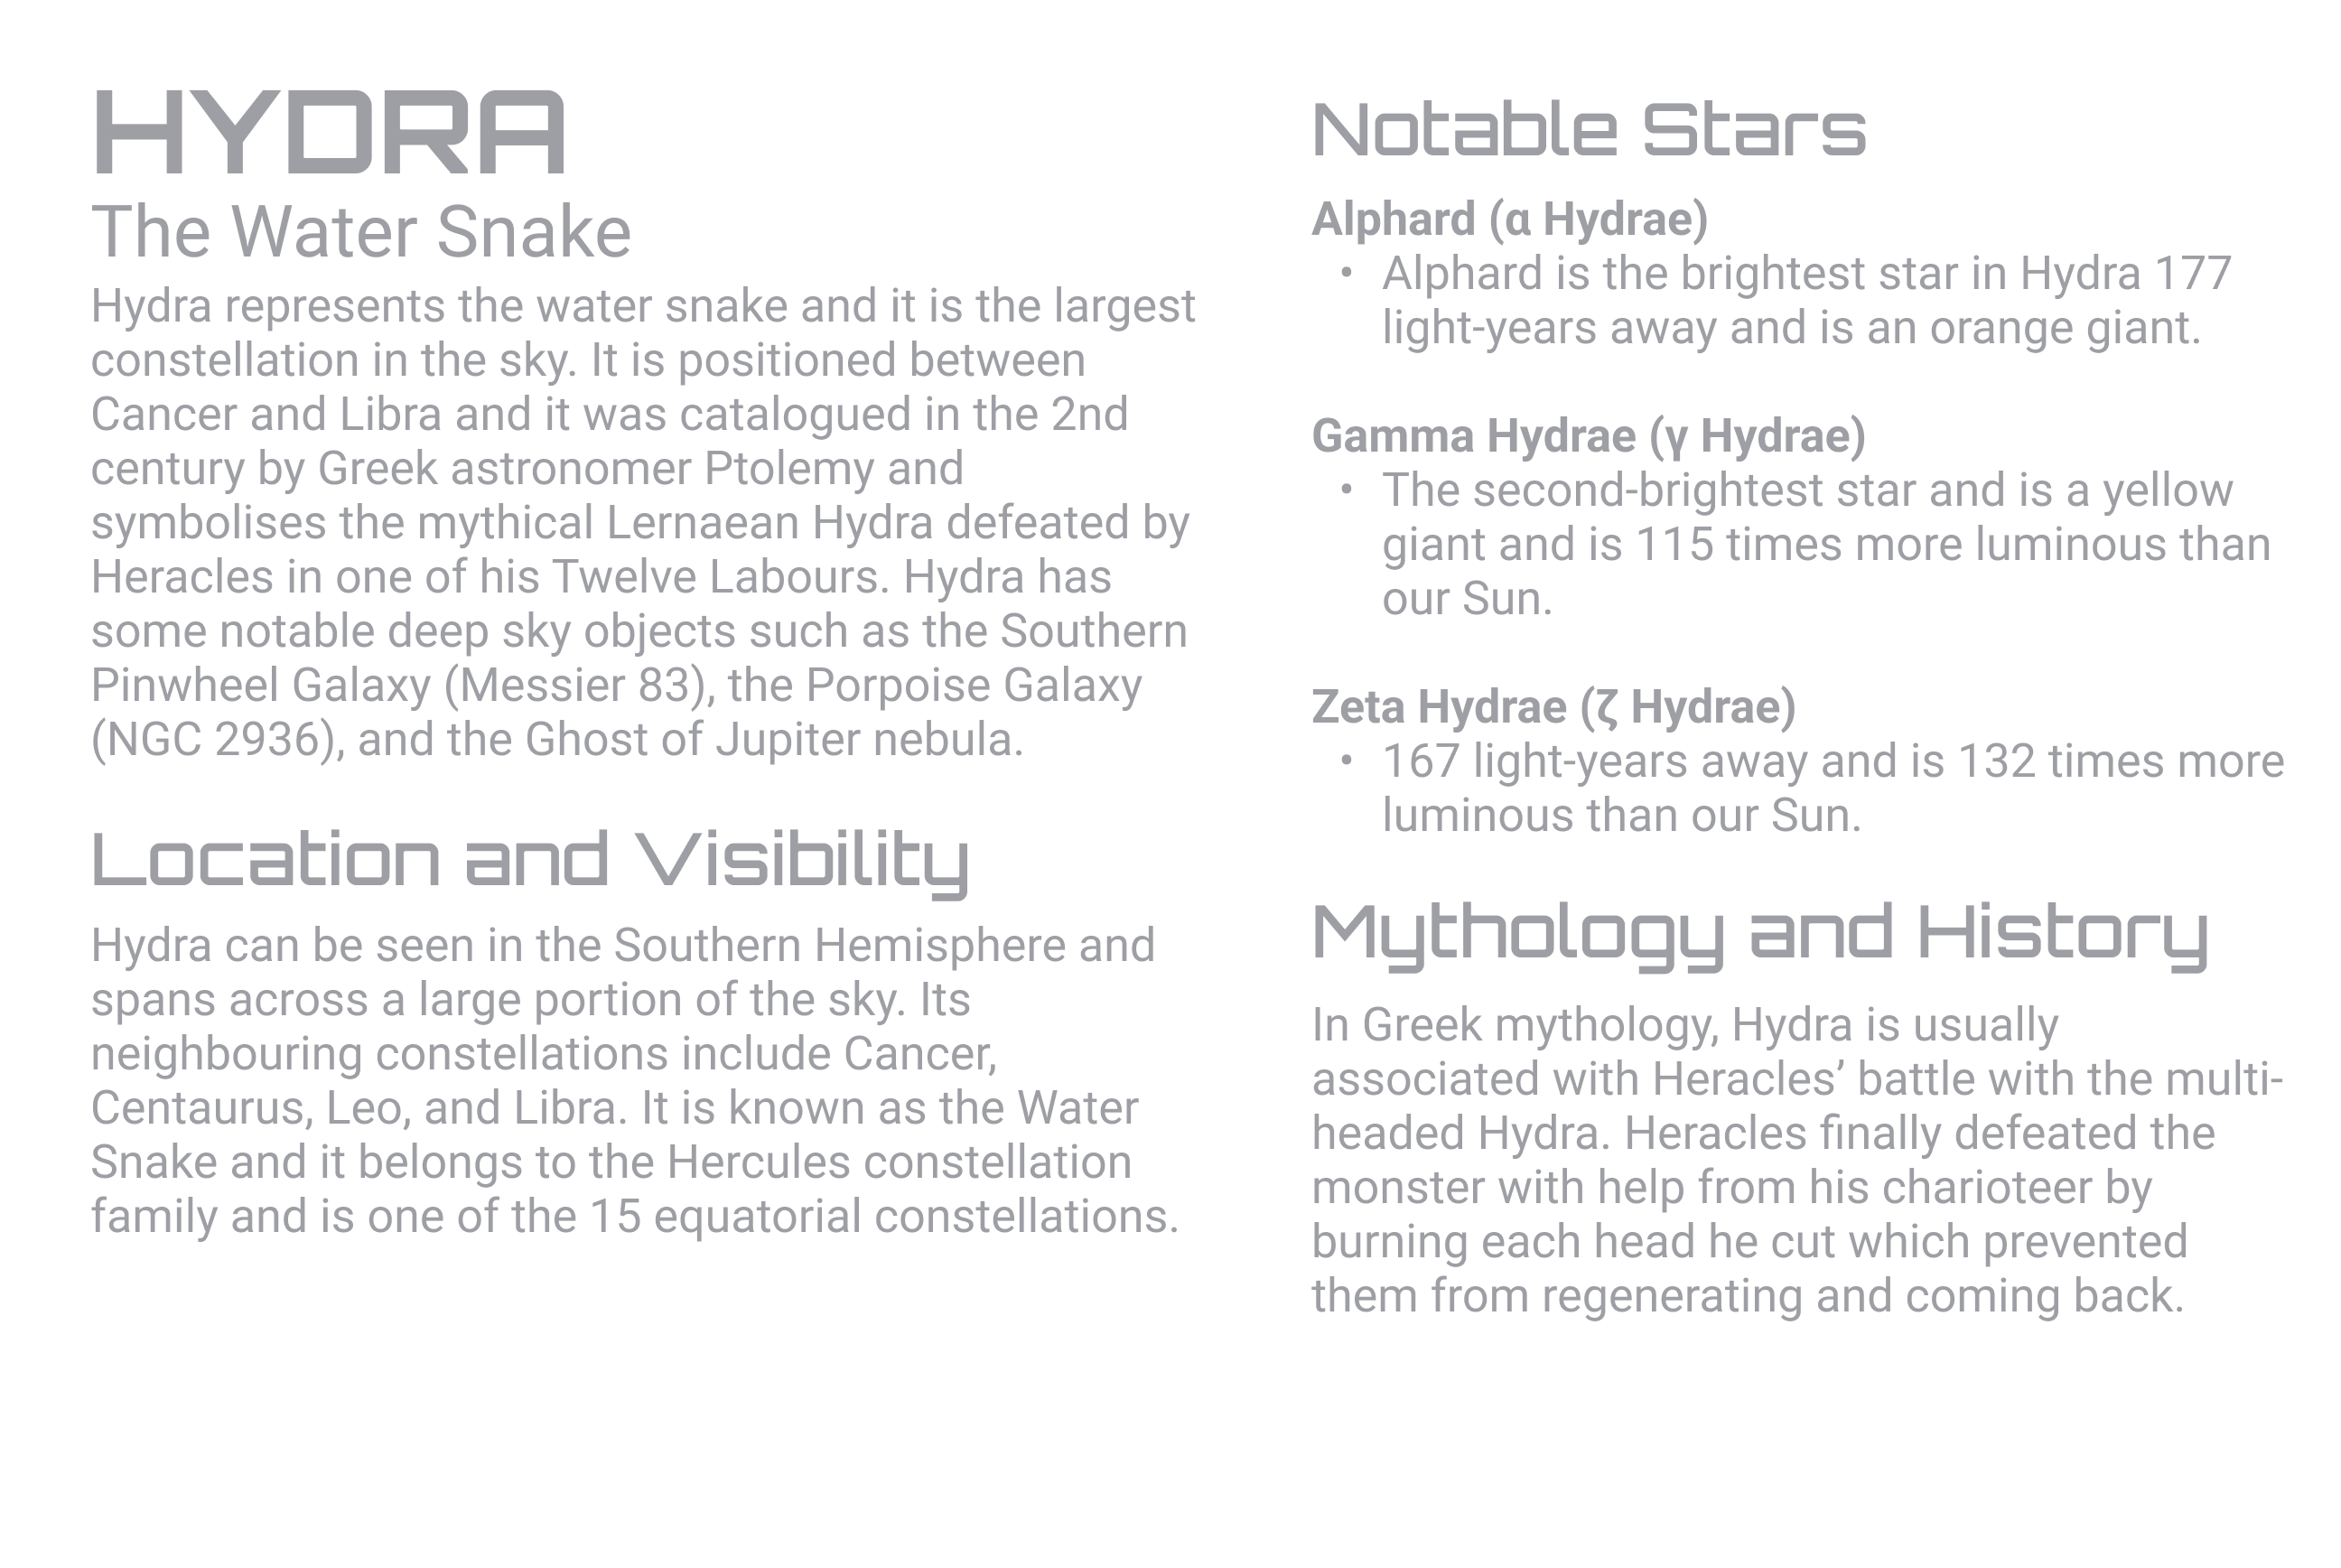 HYDRA
The Water Snake
Hydra represents the water snake and it is the largest
constellation in the sky. It is positioned between
Cancer and Libra and it was catalogued in the 2nd
century by Greek astronomer Ptolemy and
symbolises the mythical Lernaean Hydra defeated by
Heracles in one of his Twelve Labours. Hydra has
some notable deep sky objects such as the Southern
Pinwheel Galaxy (Messier 83), the Porpoise Galaxy
(NGC 2936), and the Ghost of Jupiter nebula.
Location and Visibility
Hydra can be seen in the Southern Hemisphere and
spans across a large portion of the sky. Its
neighbouring constellations include Cancer,
Centaurus, Leo, and Libra. It is known as the Water
Snake and it belongs to the Hercules constellation
family and is one of the 15 equatorial constellations.
Notable Stars
Alphard (α Hydrae)
• Alphard is the brightest star in Hydra 177
light-years away and is an orange giant.
Gamma Hydrae (γ Hydrae)
• The second-brightest star and is a yellow
giant and is 115 times more luminous than
our Sun.
Zeta Hydrae (ζ Hydrae)
• 167 light-years away and is 132 times more
luminous than our Sun.
Mythology and History
In Greek mythology, Hydra is usually
associated with Heracles’ battle with the multi-
headed Hydra. Heracles finally defeated the
monster with help from his charioteer by
burning each head he cut which prevented
them from regenerating and coming back.